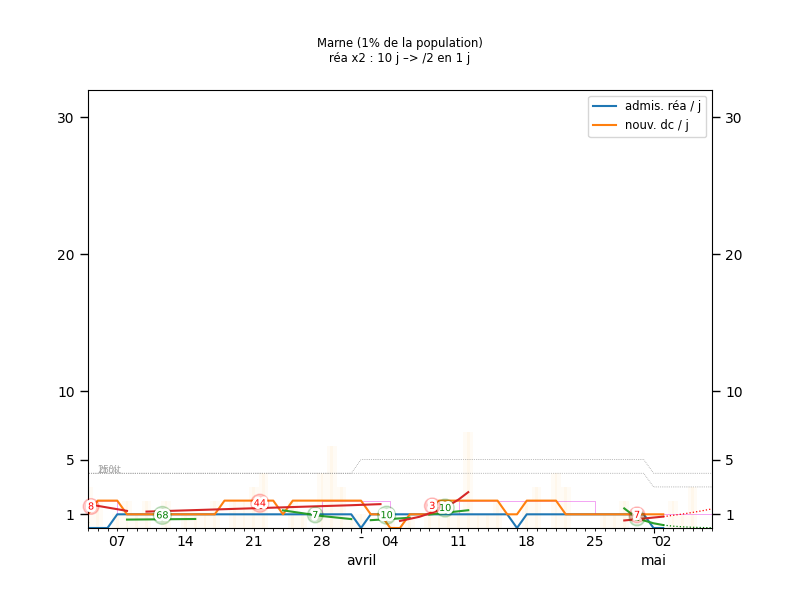 Marne (1% de la population)
réa x2 : 10 j –> /2 en 1 j
admis. réa / j
nouv. dc / j
30 30
20 20
10 10
5 5
1 1
8 68 44 7 10 3 10 7
07 14 21 28 - 04 11 18 25 - 02
avril mai